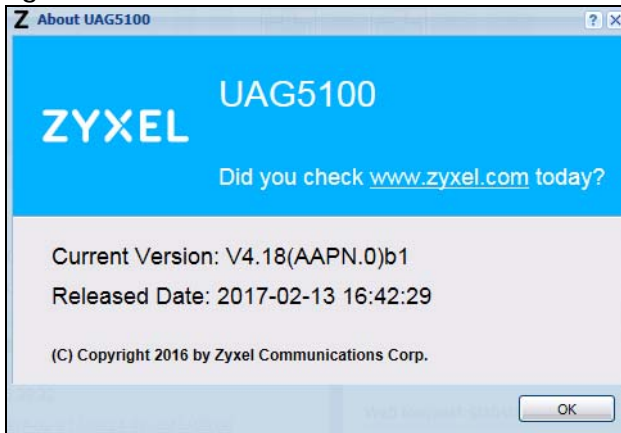 Z About UAG5100
ZYXEL
UAG5100
Did you check www.zyxel.com today?
Current Version: V4.18(AAPN.0)b1
Released Date: 2017-02-13 16:42:29
(C) Copyright 2016 by Zyxel Communications Corp.
OK